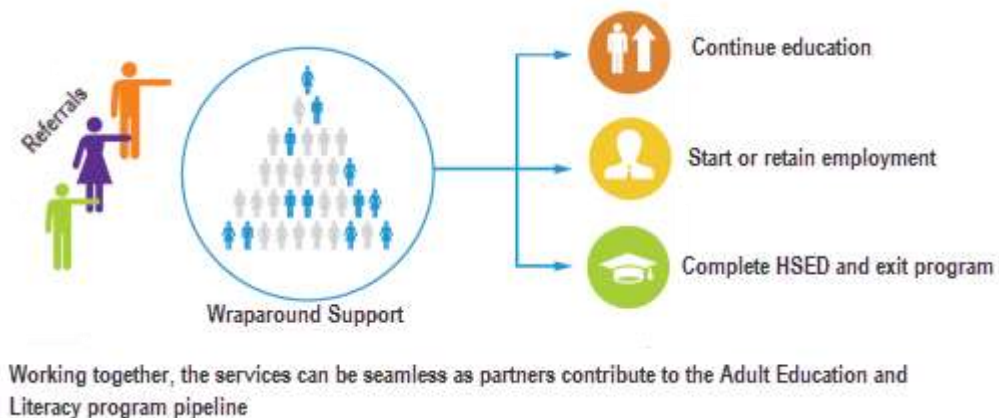 Referrals
Wraparound Support
Continue education
Start or retain employment
Complete HSED and exit program
Working together, the services can be seamless as partners contribute to the Adult Education and
Literacy program pipeline